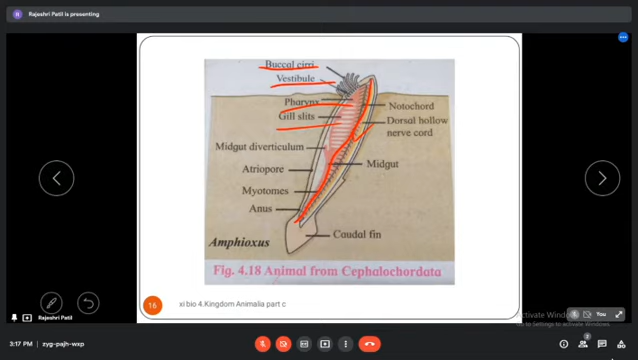 R Rajeshri Patil is presenting
Buccal cirri
Vestibule
Pharynx
Gill slits
Notochord
Dorsal hollow
nerve cord
Midgut diverticulum
Midgut
Atriopore
Myotomes
Anus
Caudal fin
Amphioxus
Fig. 4.18 Animal from Cephalochordata
16
xi bio 4.Kingdom Animalia part c
Rajeshri Patil
You
Activate Windows
Go to Settings to activate Windows.
3:17 PM | zyg-pajh-wxp